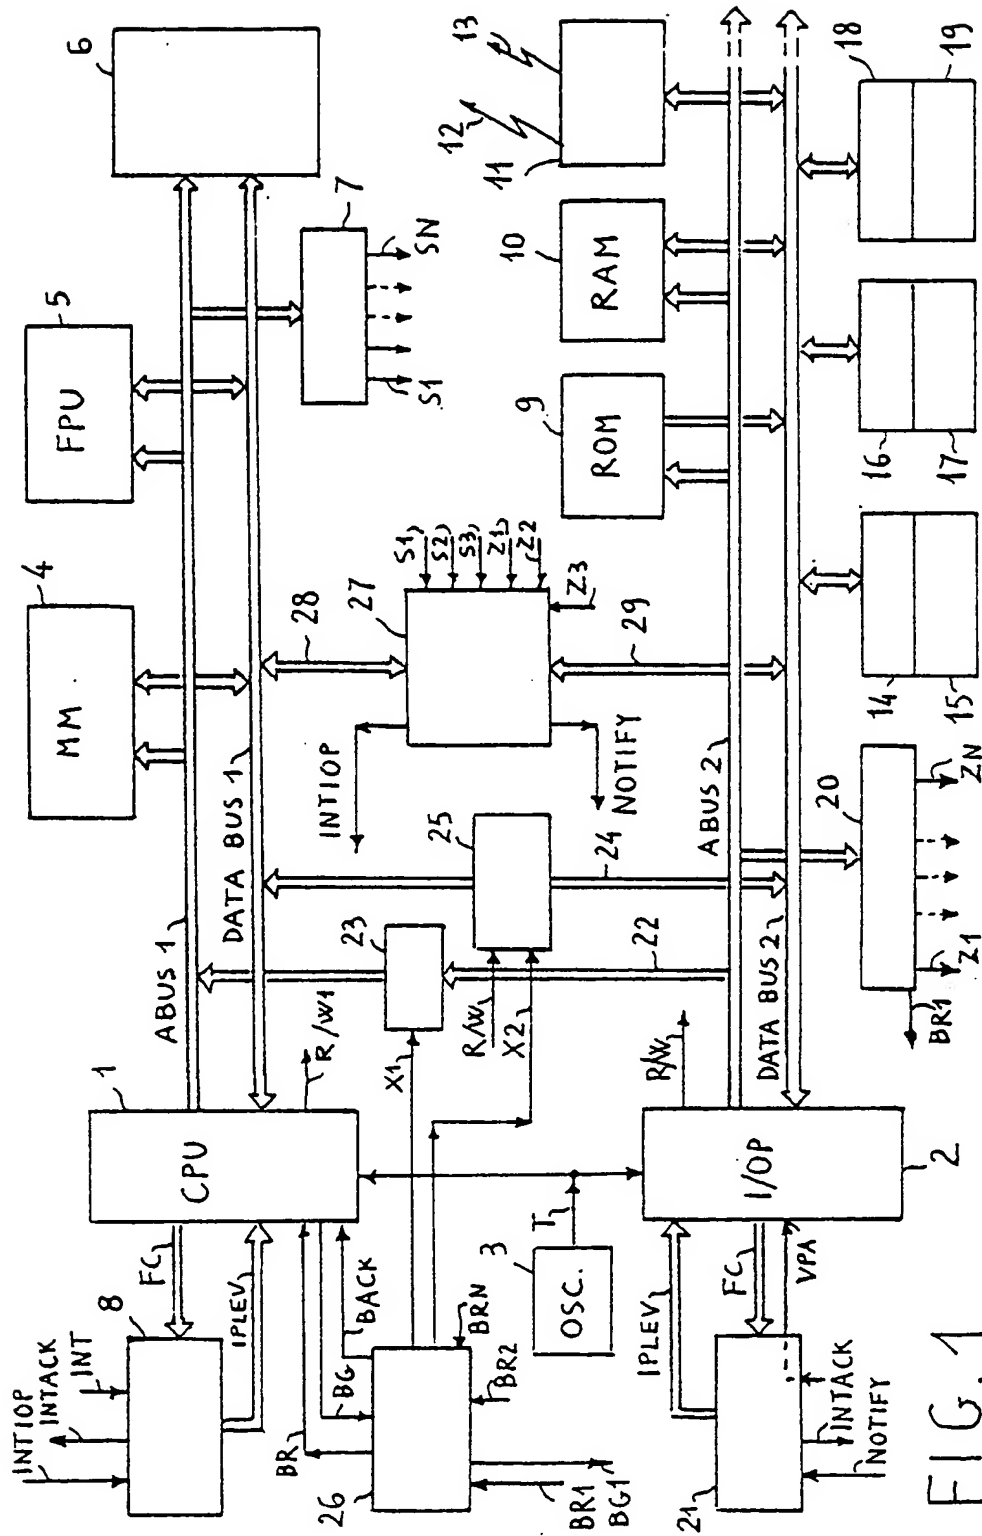 INTIOP
INTACK
INT
8
FC
IPLEV
CPU
1
ABUS 1
DATA BUS 1
R/W1
MM
4
FPU
5
6
7
S1
SN
BR
BG
BACK
26
BR1
BG1
BR2
BRN
X1
23
R/W
X2
25
22
24
INTIOP
NOTIFY
27
28
29
S1,
S2,
S3,
Z1,
Z2
Z3
OSC.
3
T
ROM
9
RAM
10
11
12
13
IPLEV
FC
VPA
21
INTACK
NOTIFY
I/OP
2
R/W
ABUS 2
DATA BUS2
BR1
Z1
ZN
20
14
15
16
17
18
19
FIG. 1